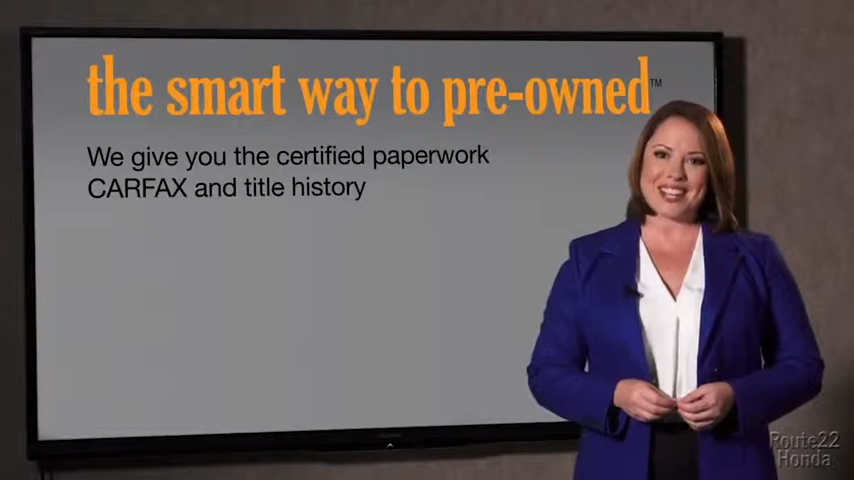 the smart way to pre-owned™
We give you the certified paperwork
CARFAX and title history
Route22
Honda